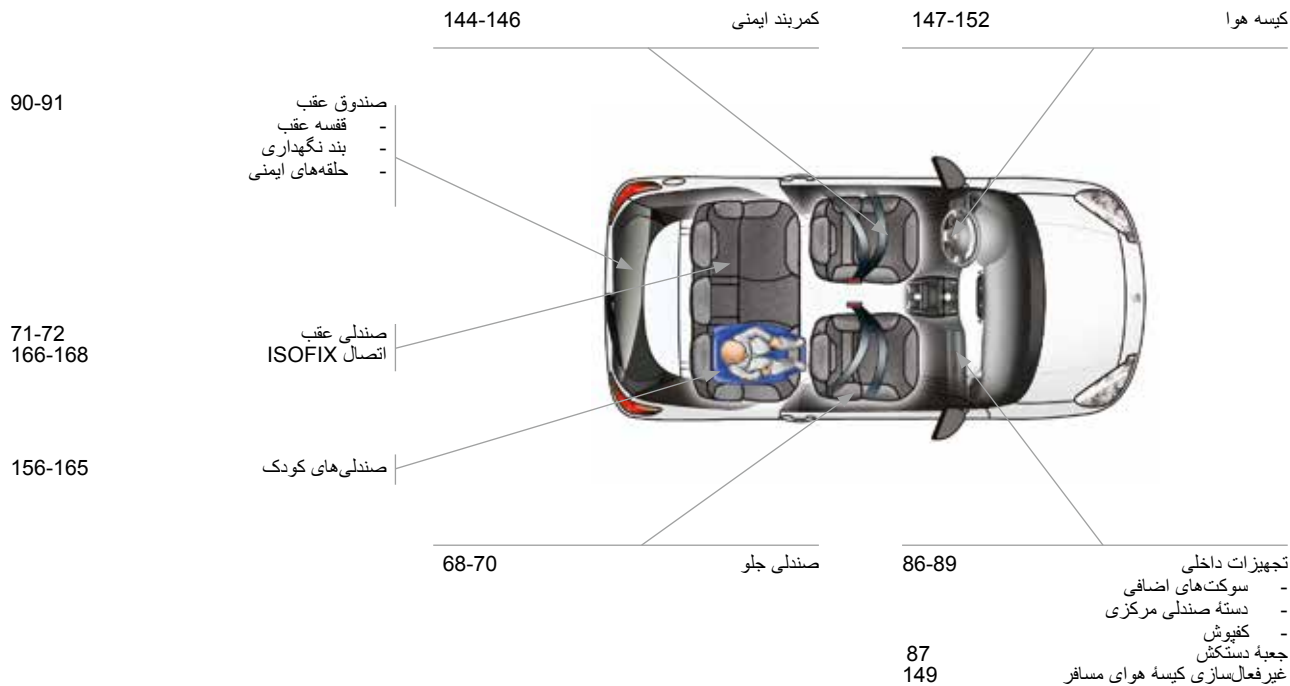 کیسه هوا 147-152
کمربند ایمنی 144-146
صندوق عقب 90-91
- قفسه عقب
- بند نگهداری
- حلقه‌های ایمنی
صندلی عقب 71-72
اتصال ISOFIX 166-168
صندلی‌های کودک 156-165
تجهیزات داخلی 86-89
- سوکت‌های اضافی
- دستهٔ صندلی مرکزی
- کفپوش
جعبهٔ دستکش 87
غیرفعال‌سازی کیسهٔ هوای مسافر 149
صندلی جلو 68-70